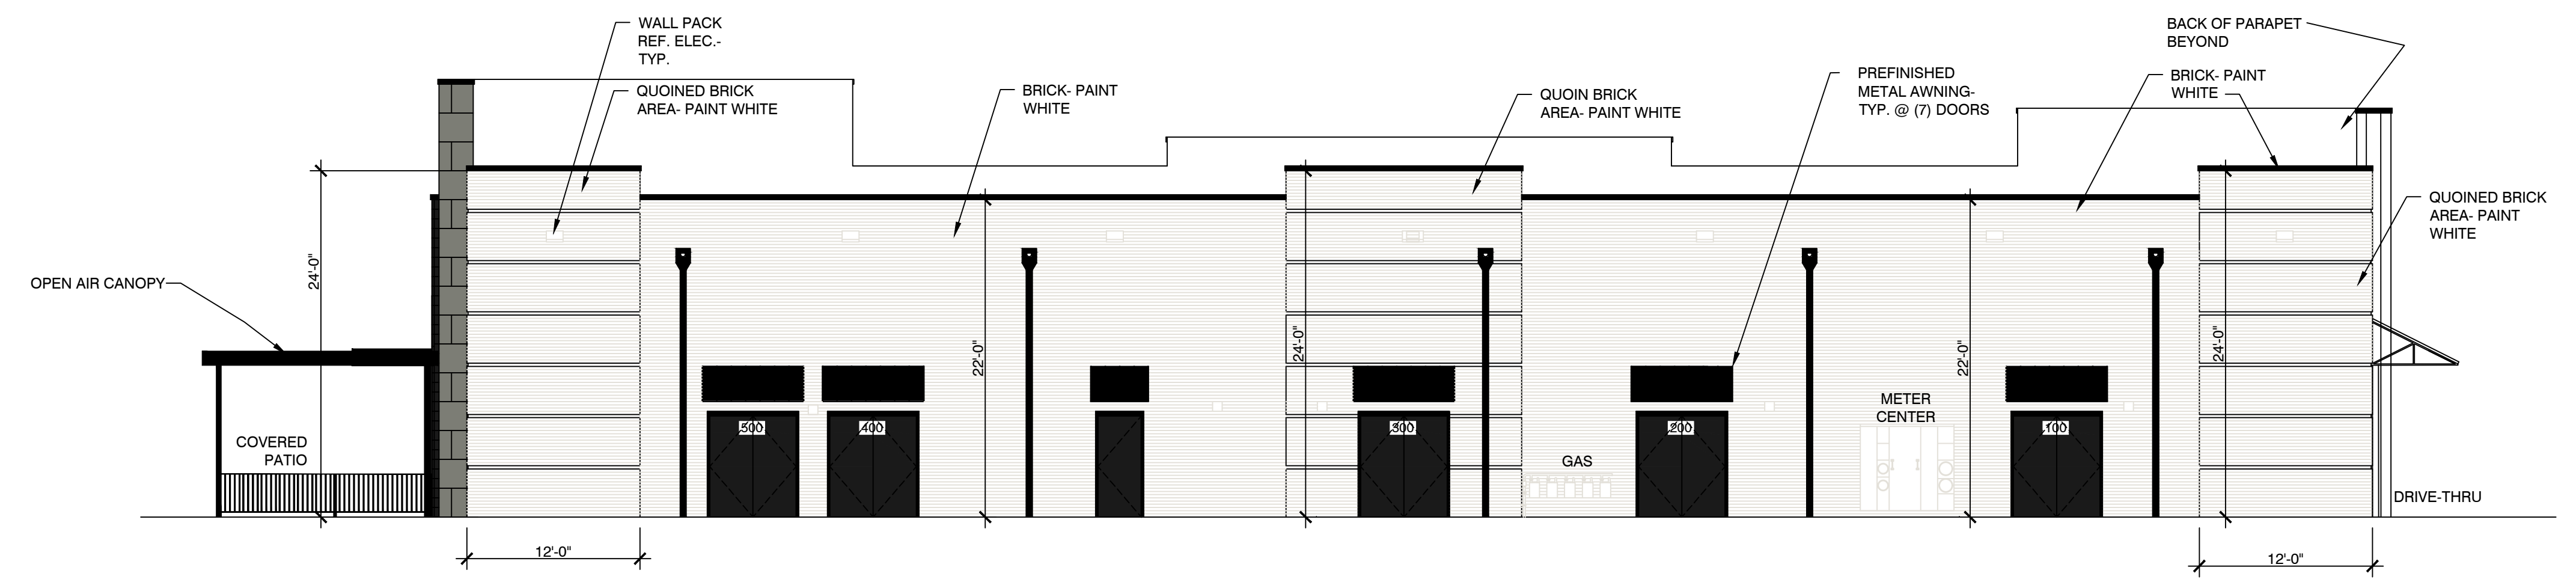 WALL PACK
REF. ELEC.-
TYP.
QUOINED BRICK
AREA- PAINT WHITE
BRICK- PAINT
WHITE
QUOIN BRICK
AREA- PAINT WHITE
PREFINISHED
METAL AWNING-
TYP. @ (7) DOORS
BACK OF PARAPET
BEYOND
BRICK- PAINT
WHITE
QUOINED BRICK
AREA- PAINT
WHITE
OPEN AIR CANOPY
24'-0"
22'-0"
24'-0"
22'-0"
24'-0"
COVERED
PATIO
500
400
300
GAS
200
METER
CENTER
100
DRIVE-THRU
12'-0"
12'-0"